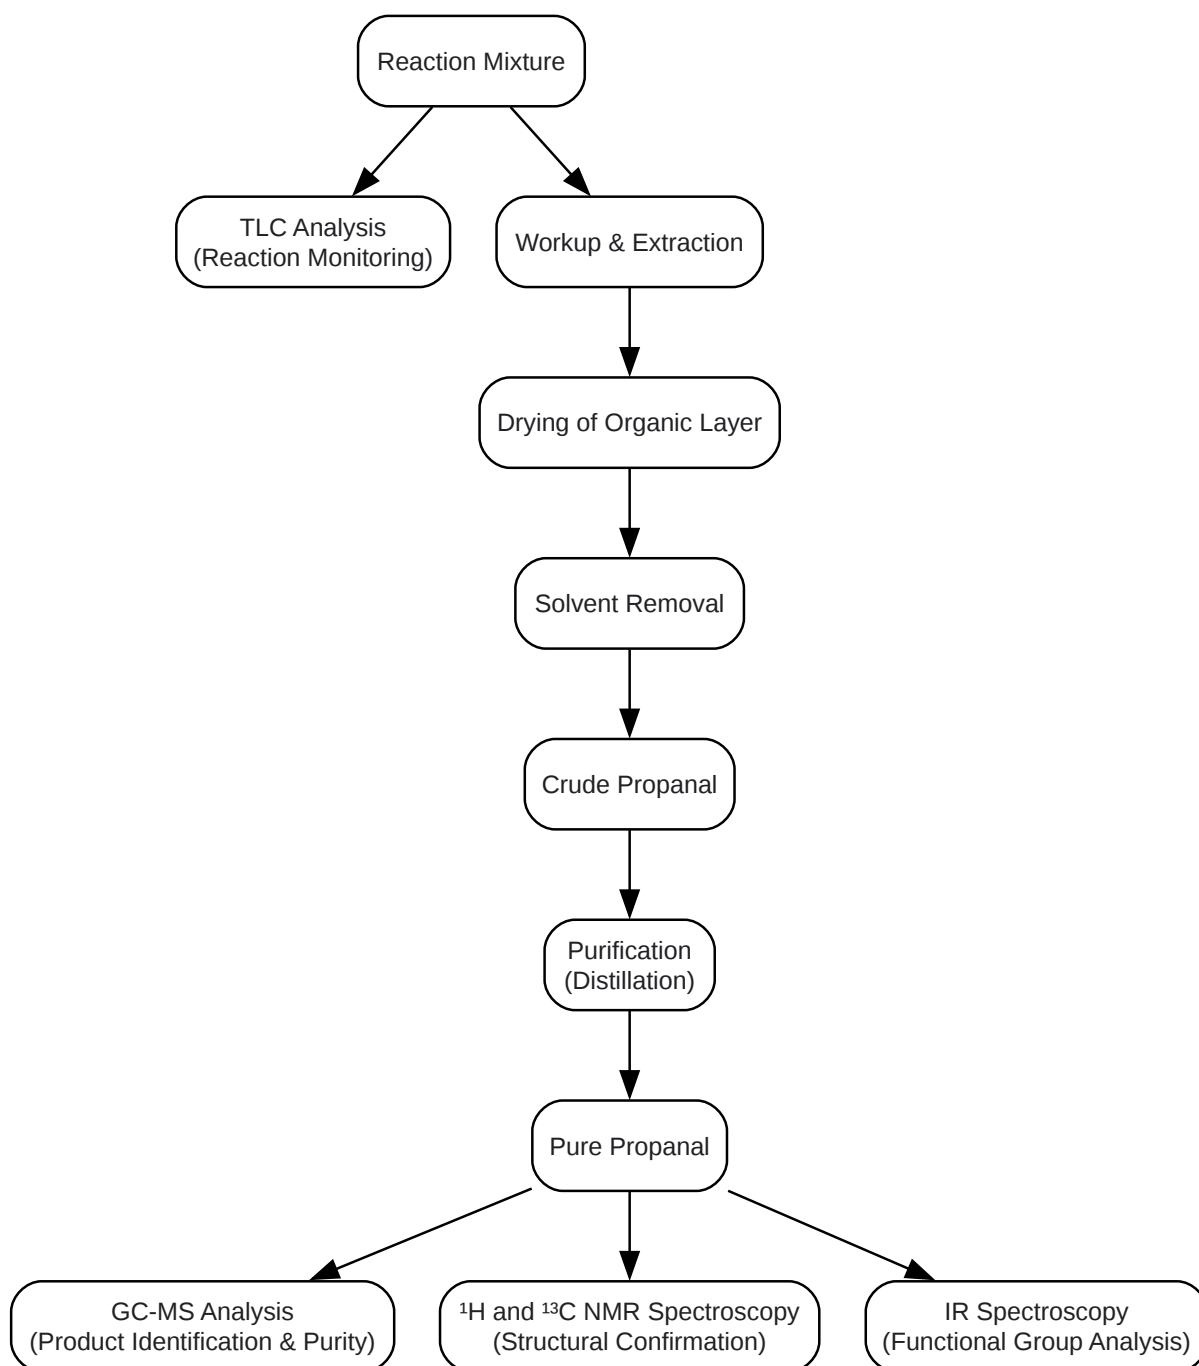 Reaction Mixture
TLC Analysis
(Reaction Monitoring)
Workup & Extraction
Drying of Organic Layer
Solvent Removal
Crude Propanal
Purification
(Distillation)
Pure Propanal
GC-MS Analysis
(Product Identification & Purity)
¹H and ¹³C NMR Spectroscopy
(Structural Confirmation)
IR Spectroscopy
(Functional Group Analysis)